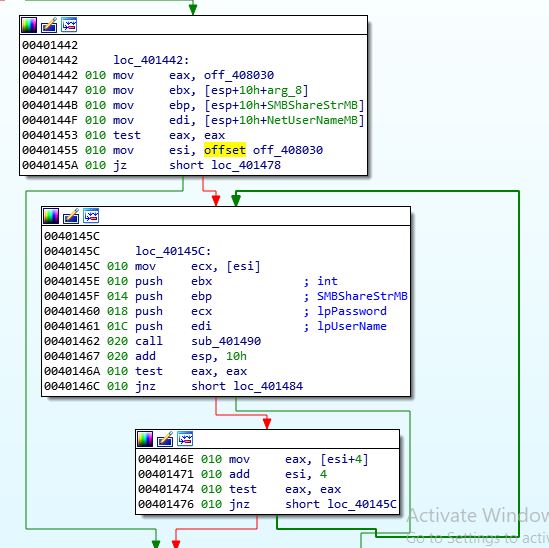 00401442
00401442 loc_401442:
00401442 010 mov eax, off_408030
00401447 010 mov ebx, [esp+10h+arg_8]
0040144B 010 mov ebp, [esp+10h+SMBShareStrMB]
0040144F 010 mov edi, [esp+10h+NetUserNameMB]
00401453 010 test eax, eax
00401455 010 mov esi, offset off_408030
0040145A 010 jz short loc_401478
0040145C
0040145C loc_40145C:
0040145C 010 mov ecx, [esi]
0040145E 010 push ebx ; int
0040145F 014 push ebp ; SMBShareStrMB
00401460 018 push ecx ; lpPassword
00401461 01C push edi ; lpUserName
00401462 020 call sub_401490
00401467 020 add esp, 10h
0040146A 010 test eax, eax
0040146C 010 jnz short loc_401484
0040146E 010 mov eax, [esi+4]
00401471 010 add esi, 4
00401474 010 test eax, eax
00401476 010 jnz short loc_40145C
Activate Window
Go to Settings to activ